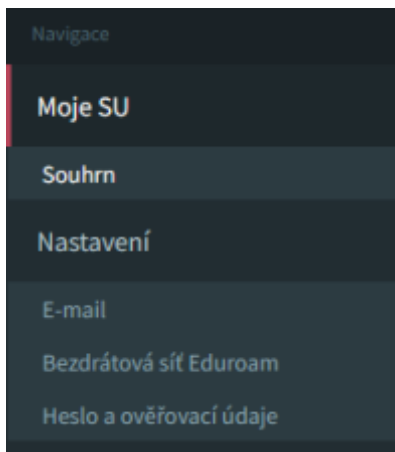 Navigace
Moje SU
Souhrn
Nastavení
E-mail
Bezdrátová síť Eduroam
Heslo a ověřovací údaje